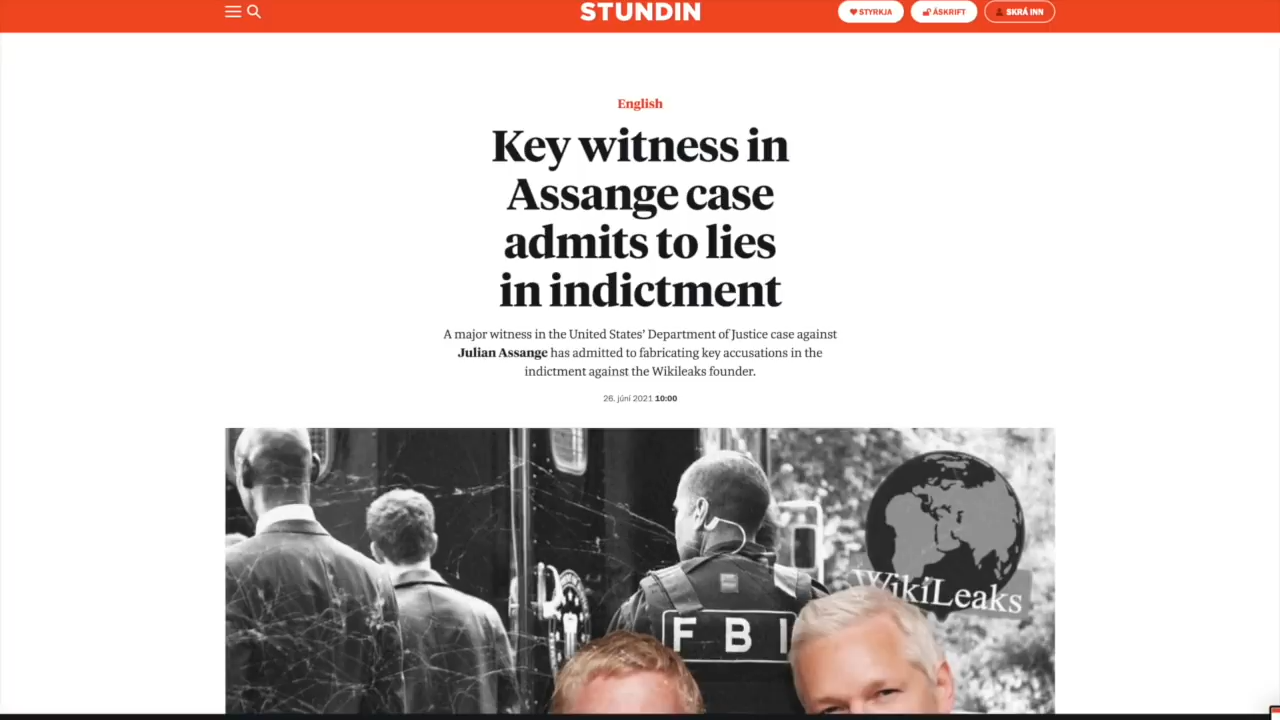 STUNDIN
STYRKJA
ÁSKRIFT
SKRÁ INN
English
Key witness in
Assange case
admits to lies
in indictment
A major witness in the United States’ Department of Justice case against
Julian Assange has admitted to fabricating key accusations in the
indictment against the Wikileaks founder.
26. júní 2021 10:00
WikiLeaks
FBI